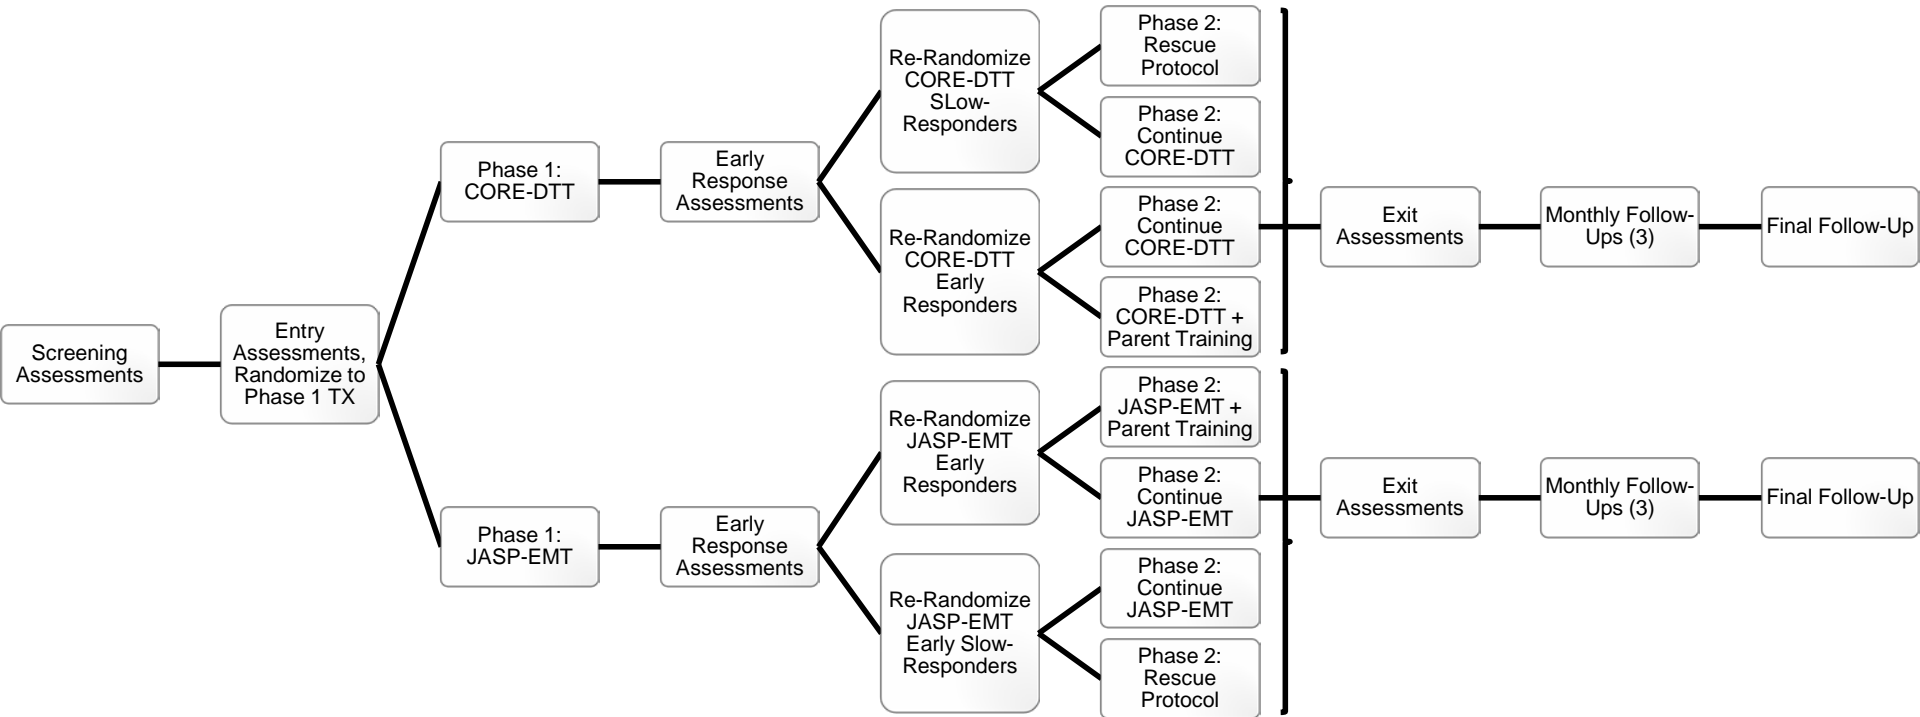 Screening
Assessments
Entry
Assessments,
Randomize to
Phase 1 TX
Phase 1:
CORE-DTT
Early
Response
Assessments
Re-Randomize
CORE-DTT
SLow-
Responders
Phase 2:
Rescue
Protocol
Phase 2:
Continue
CORE-DTT
Re-Randomize
CORE-DTT
Early
Responders
Phase 2:
Continue
CORE-DTT
Phase 2:
CORE-DTT +
Parent Training
Exit
Assessments
Monthly Follow-
Ups (3)
Final Follow-Up
Phase 1:
JASP-EMT
Early
Response
Assessments
Re-Randomize
JASP-EMT
Early
Responders
Phase 2:
JASP-EMT +
Parent Training
Phase 2:
Continue
JASP-EMT
Re-Randomize
JASP-EMT
Early Slow-
Responders
Phase 2:
Continue
JASP-EMT
Phase 2:
Rescue
Protocol
Exit
Assessments
Monthly Follow-
Ups (3)
Final Follow-Up